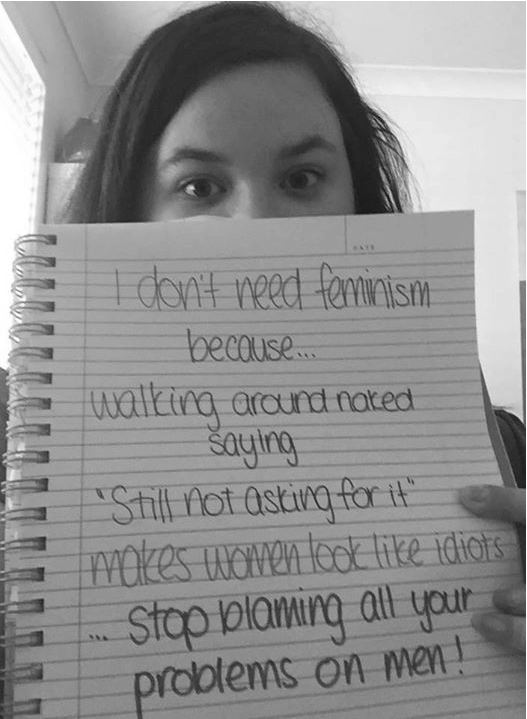 DATE
I don't need feminism
because...
walking around naked
saying
"Still not asking for it"
makes women look like idiots
... stop blaming all your
problems on men!